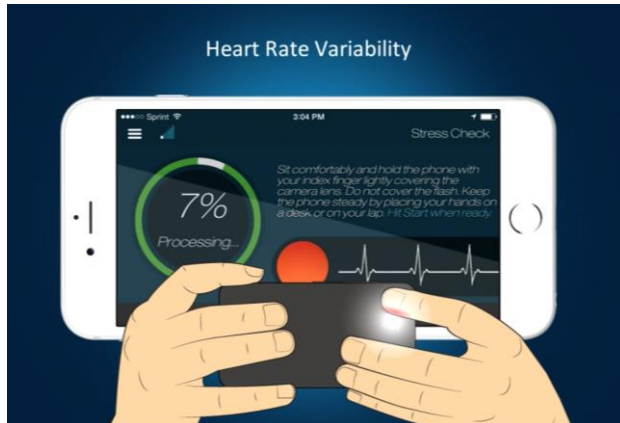 Heart Rate Variability
Sprint
3:04 PM
Stress Check
Sit comfortably and hold the phone with
your index finger lightly covering the
camera lens. Do not cover the flash. Keep
the phone steady by placing your hands on
a desk or on your lap. Hit Start when ready.
7%
Processing...